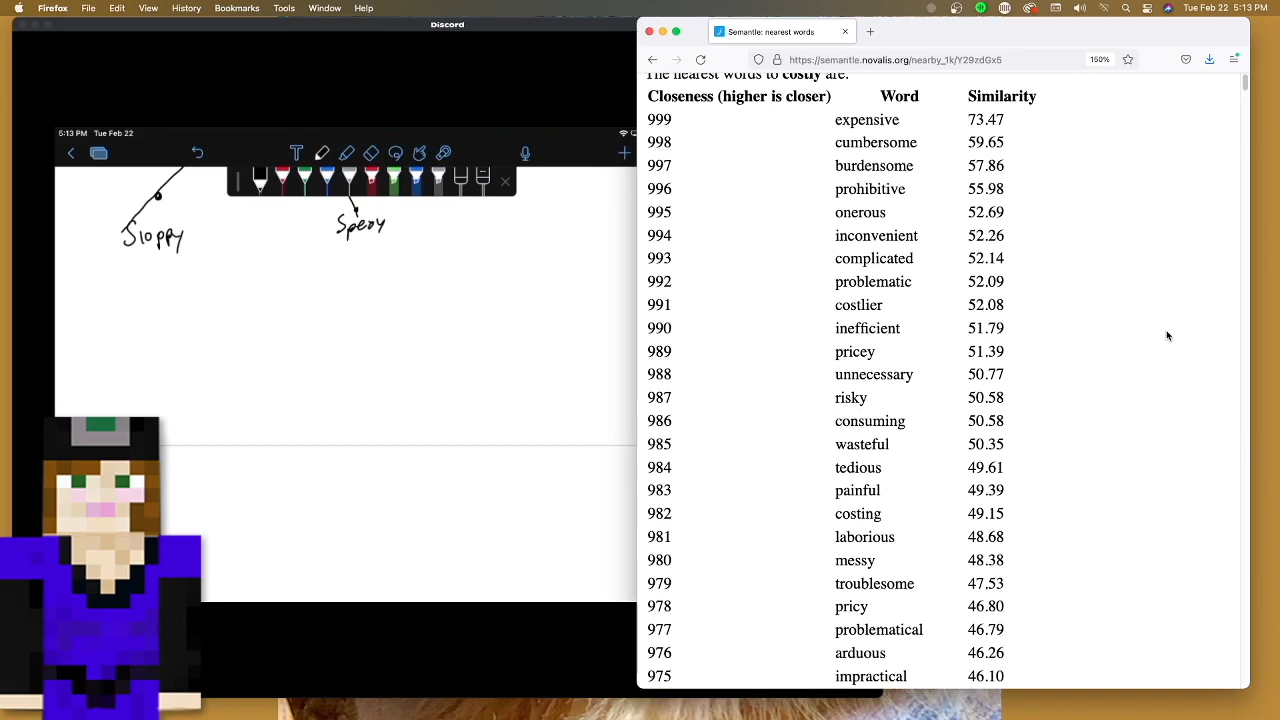 Firefox File Edit View History Bookmarks Tools Window Help
Tue Feb 22 5:13 PM
Discord
5:13 PM Tue Feb 22
Sloppy
Semantle: nearest words
https://semantle.novalis.org/nearby_1k/Y29zdGx5
150%
The nearest words to costly are:
Closeness (higher is closer) Word Similarity
999 expensive 73.47
998 cumbersome 59.65
997 burdensome 57.86
996 prohibitive 55.98
995 onerous 52.69
994 inconvenient 52.26
993 complicated 52.14
992 problematic 52.09
991 costlier 52.08
990 inefficient 51.79
989 pricey 51.39
988 unnecessary 50.77
987 risky 50.58
986 consuming 50.58
985 wasteful 50.35
984 tedious 49.61
983 painful 49.39
982 costing 49.15
981 laborious 48.68
980 messy 48.38
979 troublesome 47.53
978 pricy 46.80
977 problematical 46.79
976 arduous 46.26
975 impractical 46.10